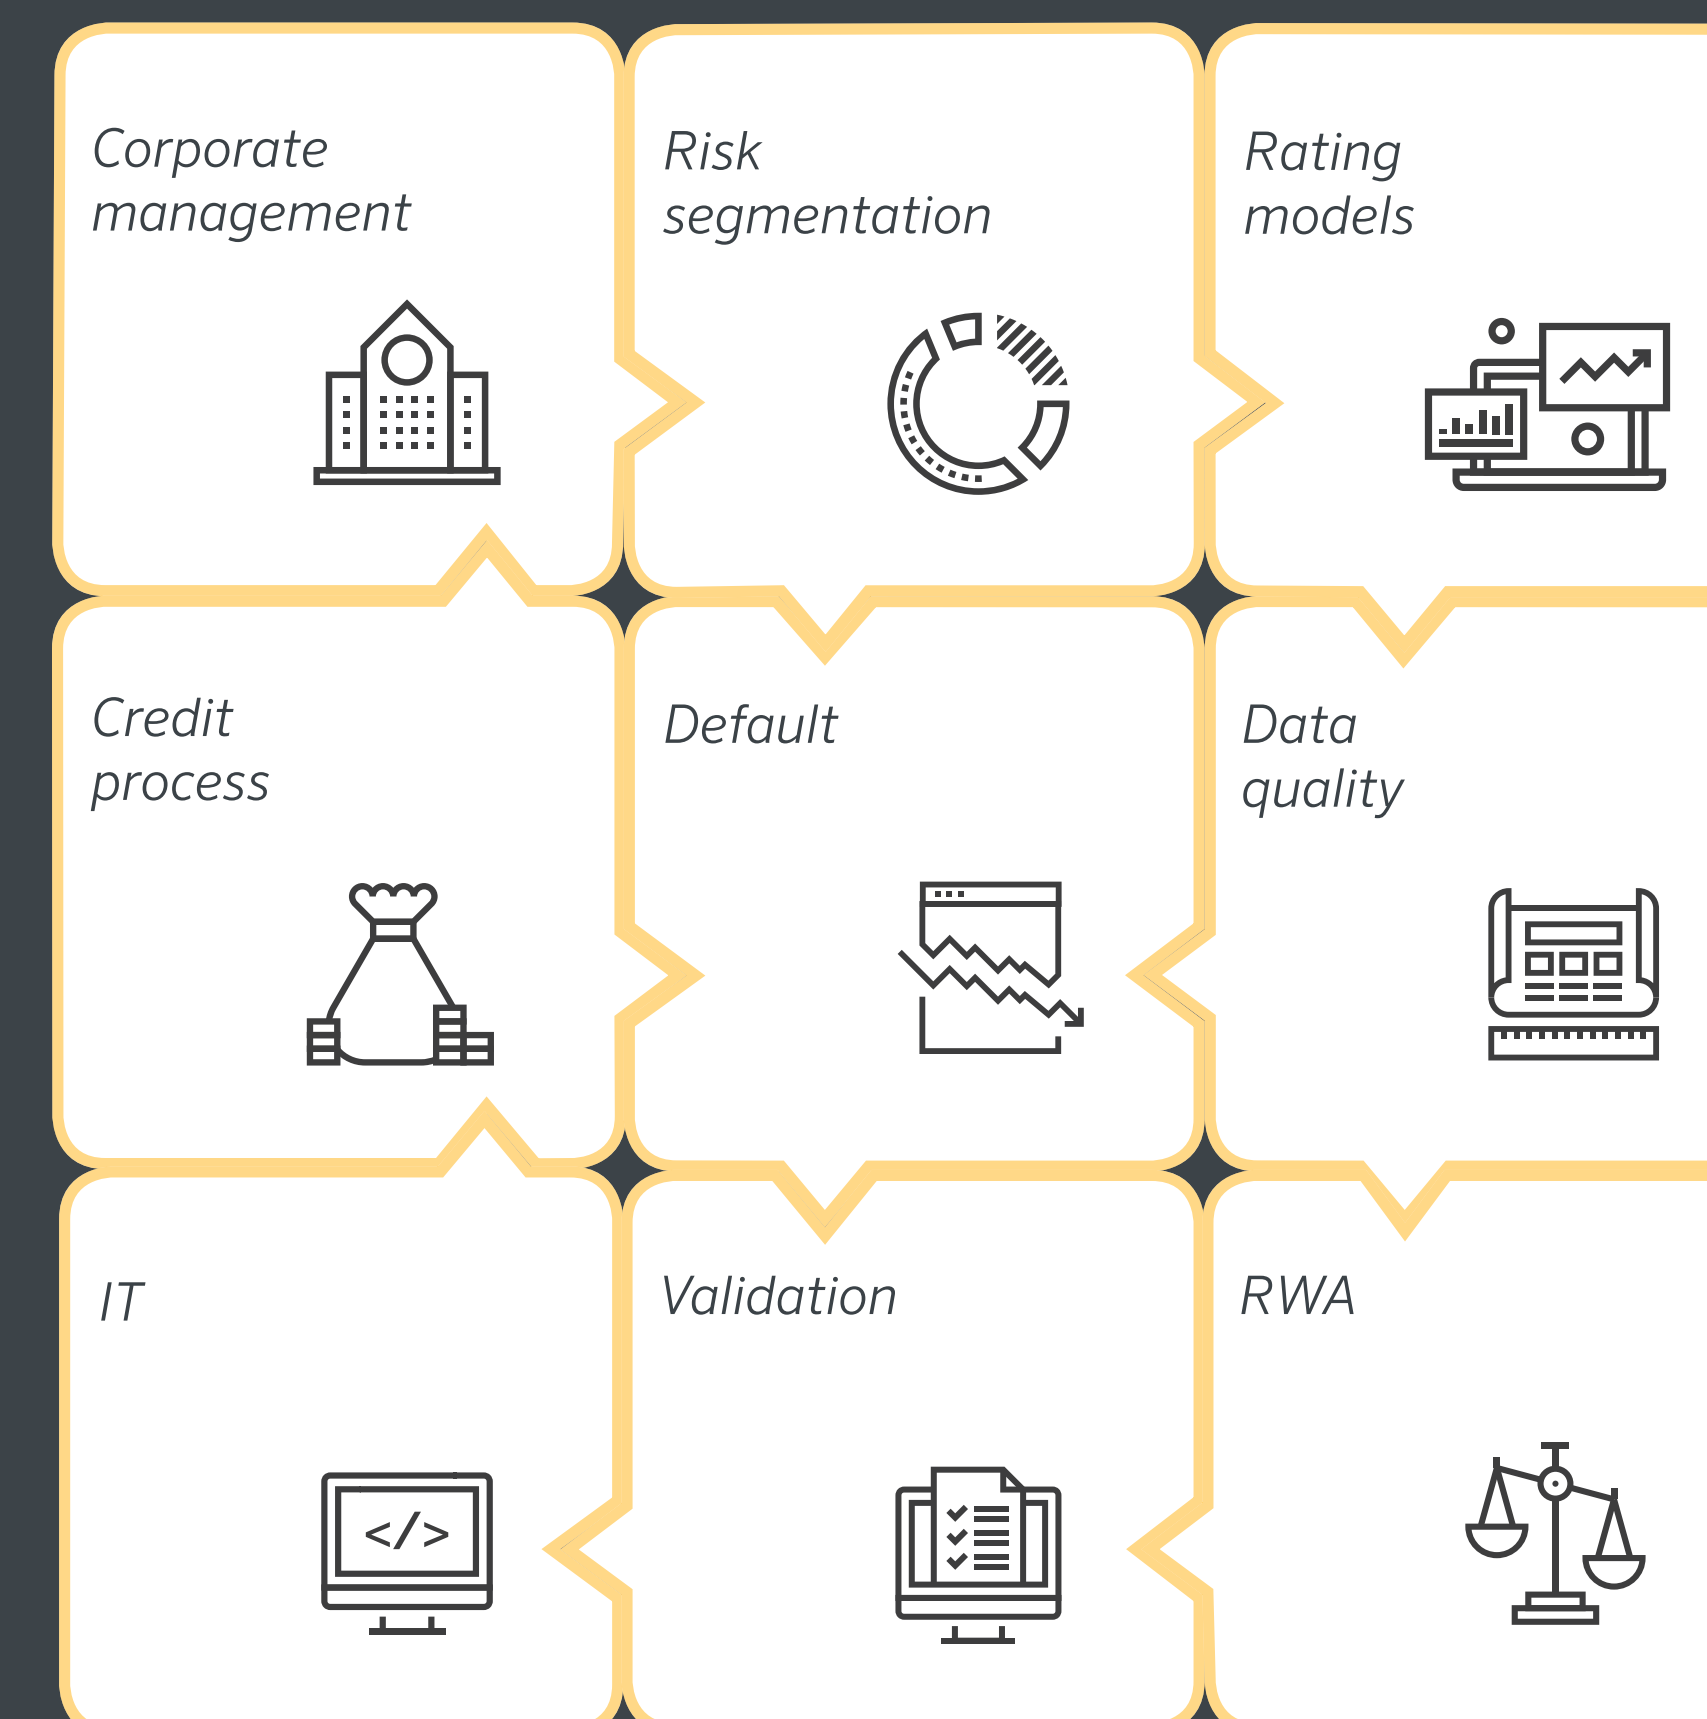 Corporate
management
Risk
segmentation
Rating
models
Credit
process
Default
Data
quality
IT
</>
Validation
RWA